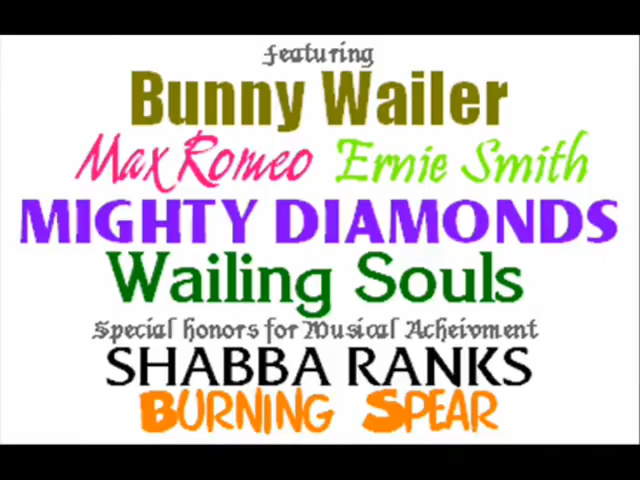 featuring
Bunny Wailer
Max Romeo Ernie Smith
MIGHTY DIAMONDS
Wailing Souls
Special honors for Musical Acheivment
SHABBA RANKS
BURNING SPEAR